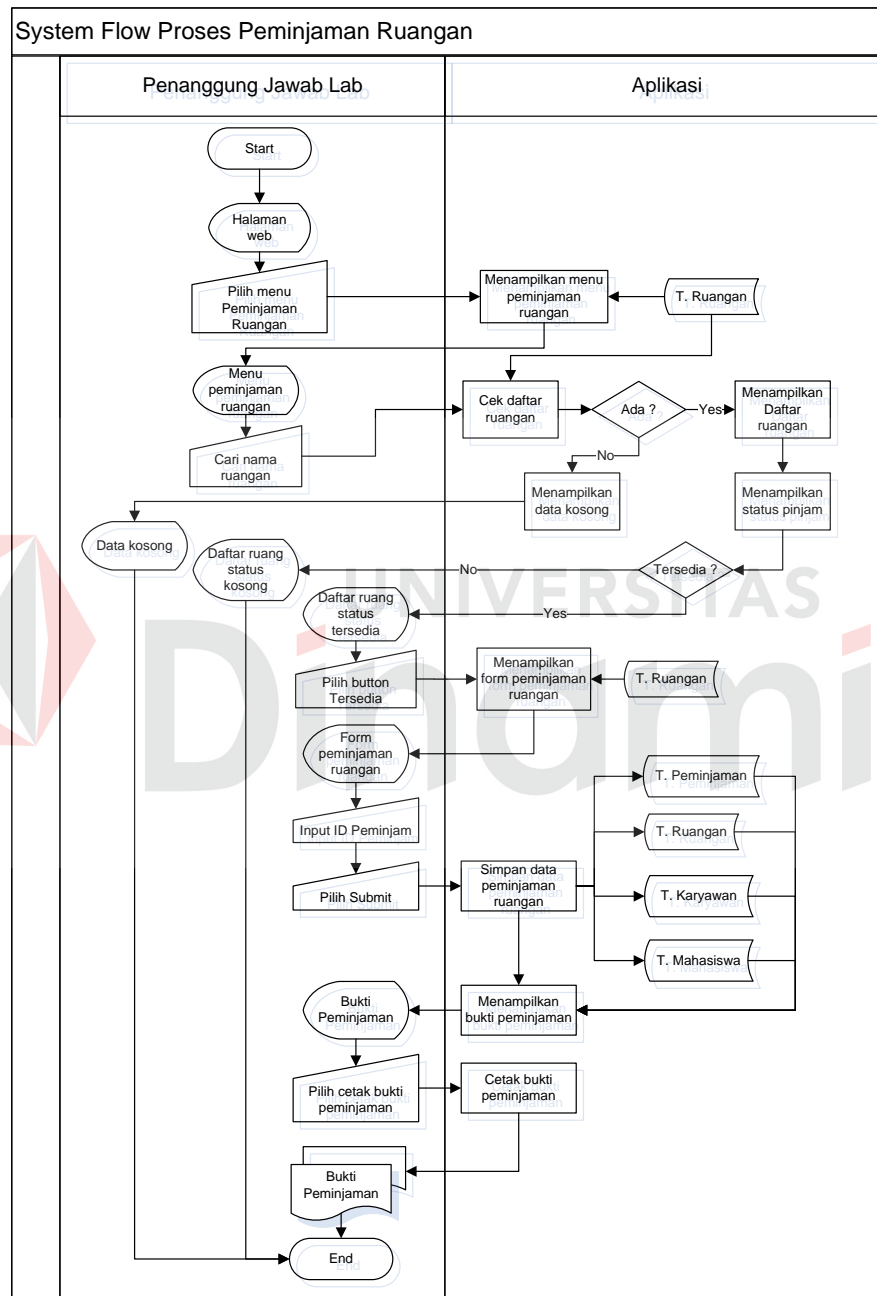 System Flow Proses Peminjaman Ruangan
Penanggung Jawab Lab
Aplikasi
Start
Halaman
web
Pilih menu
Peminjaman
Ruangan
Menampilkan menu
peminjaman
ruangan
T. Ruangan
Menu
peminjaman
ruangan
Cek daftar
ruangan
Ada ?
Yes
Menampilkan
Daftar
ruangan
Cari nama
ruangan
No
Menampilkan
data kosong
Menampilkan
status pinjam
Data kosong
Daftar ruang
status
kosong
No
Tersedia ?
Daftar ruang
status
tersedia
Yes
UNIVERSITAS
Dinami
Pilih button
Tersedia
Menampilkan
form peminjaman
ruangan
T. Ruangan
Form
peminjaman
ruangan
T. Peminjaman
Input ID Peminjam
T. Ruangan
Pilih Submit
Simpan data
peminjaman
ruangan
T. Karyawan
T. Mahasiswa
Bukti
Peminjaman
Menampilkan
bukti peminjaman
Pilih cetak bukti
peminjaman
Cetak bukti
peminjaman
Bukti
Peminjaman
End